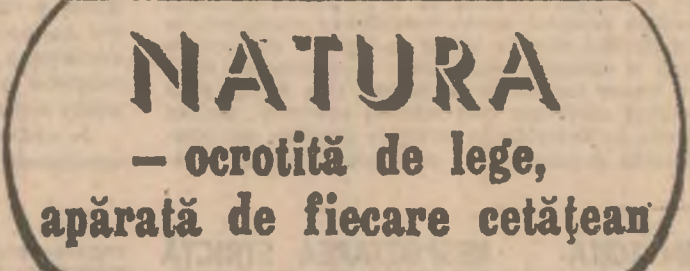 NATURA
— ocrotită de lege,
apărată de fiecare cetățean